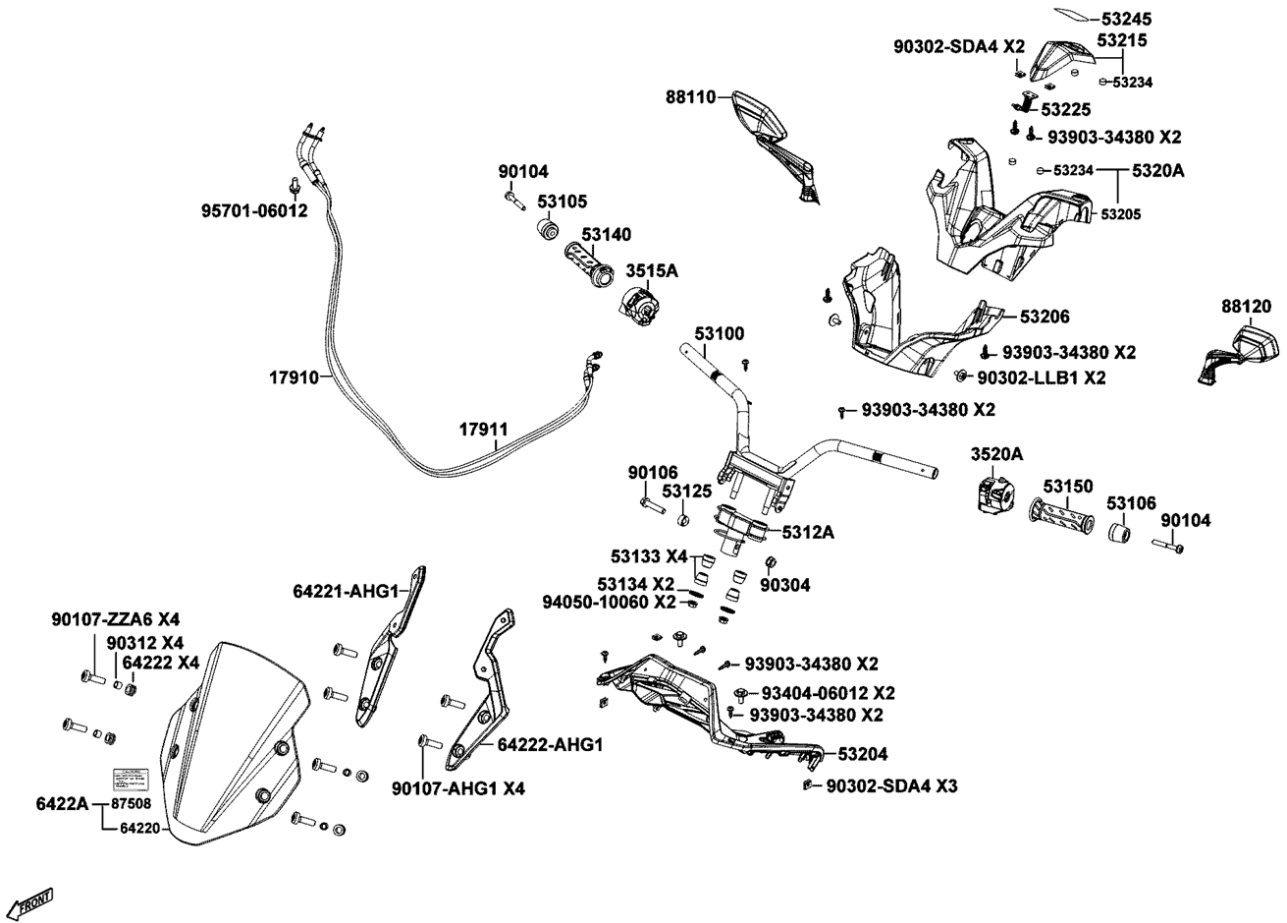 53245
90302-SDA4 X2
53215
53234
88110
53225
93903-34380 X2
90104
53234
5320A
53105
95701-06012
53205
53140
3515A
88120
53206
53100
93903-34380 X2
17910
90302-LLB1 X2
93903-34380 X2
17911
3520A
90106
53150
53125
53106
90104
5312A
53133 X4
90304
64221-AHG1
53134 X2
94050-10060 X2
90107-ZZA6 X4
90312 X4
64222 X4
93903-34380 X2
93404-06012 X2
93903-34380 X2
64222-AHG1
53204
90107-AHG1 X4
90302-SDA4 X3
6422A
87508
64220
FRONT